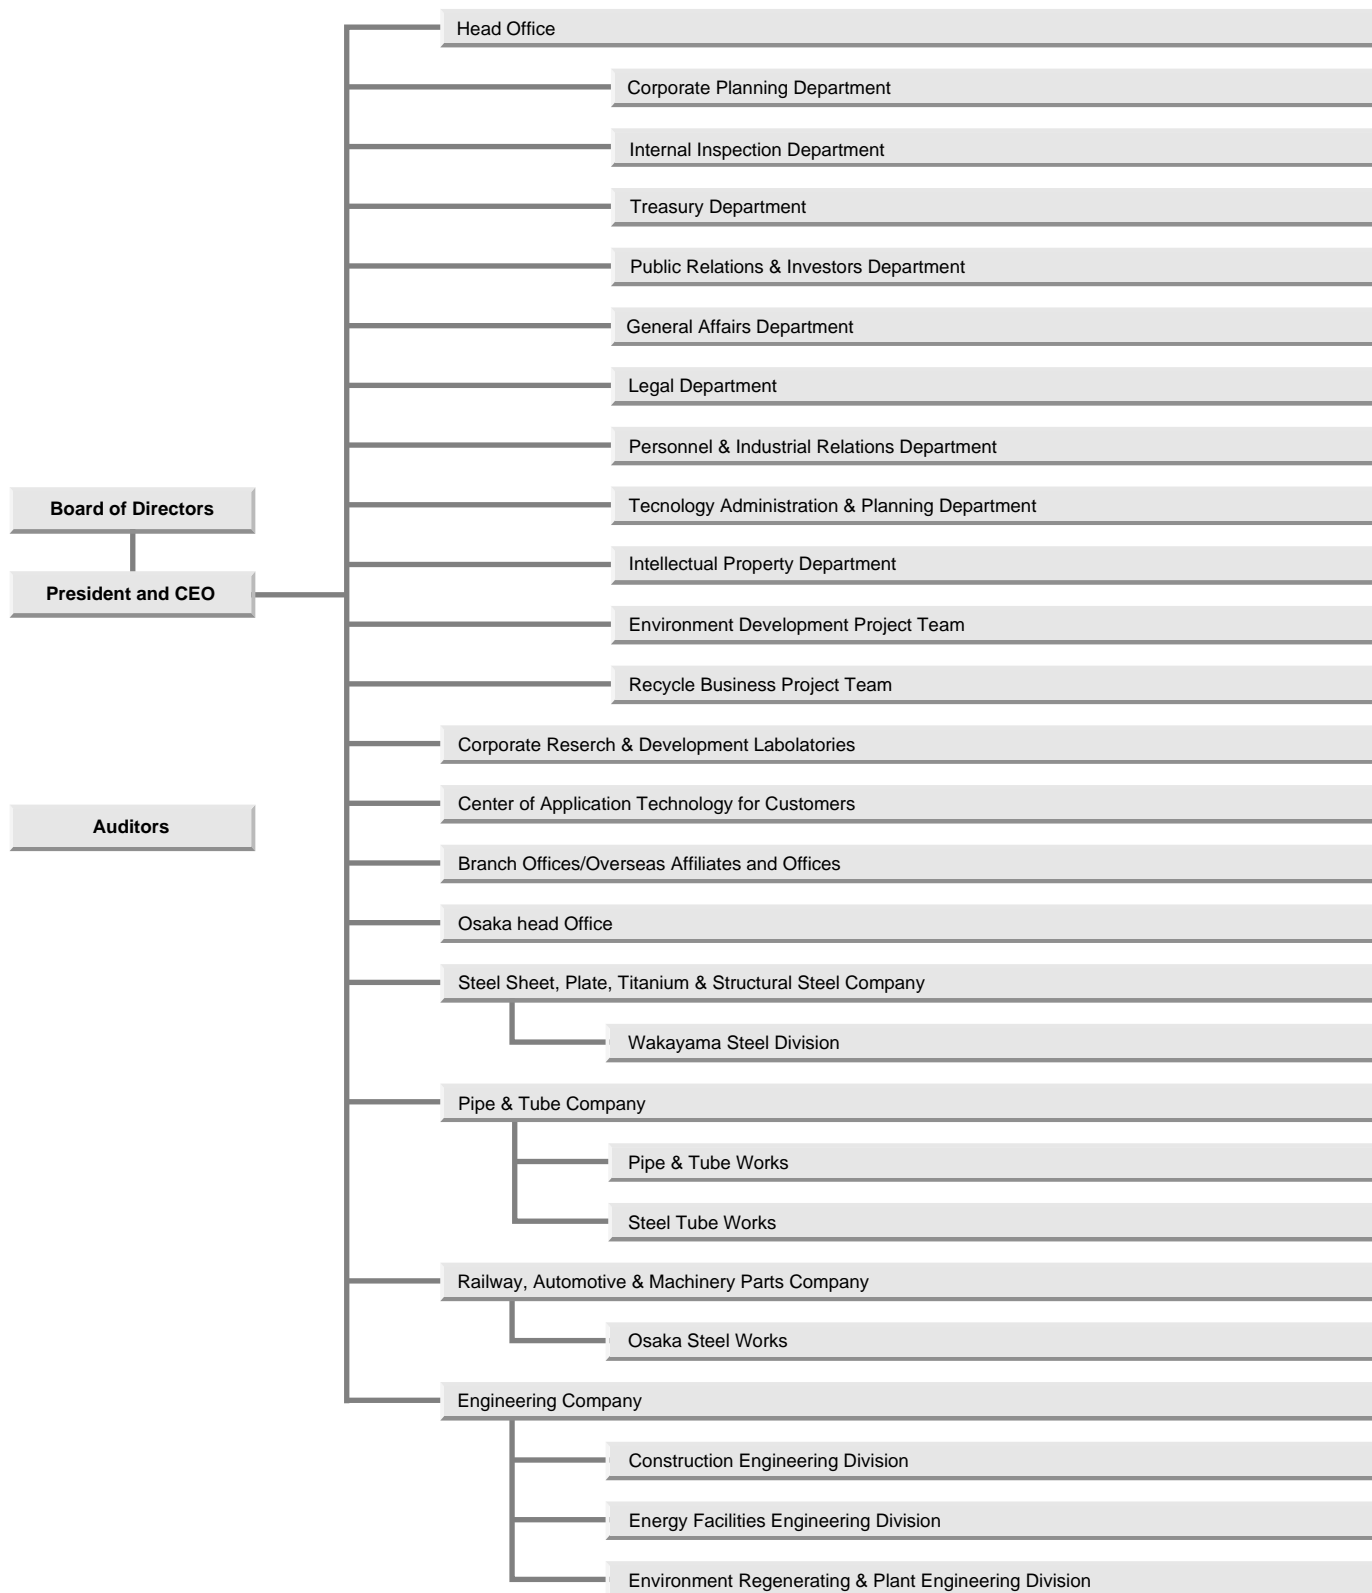 Board of Directors
President and CEO
Auditors
Head Office
Corporate Planning Department
Internal Inspection Department
Treasury Department
Public Relations & Investors Department
General Affairs Department
Legal Department
Personnel & Industrial Relations Department
Tecnology Administration & Planning Department
Intellectual Property Department
Environment Development Project Team
Recycle Business Project Team
Corporate Reserch & Development Labolatories
Center of Application Technology for Customers
Branch Offices/Overseas Affiliates and Offices
Osaka head Office
Steel Sheet, Plate, Titanium & Structural Steel Company
Wakayama Steel Division
Pipe & Tube Company
Pipe & Tube Works
Steel Tube Works
Railway, Automotive & Machinery Parts Company
Osaka Steel Works
Engineering Company
Construction Engineering Division
Energy Facilities Engineering Division
Environment Regenerating & Plant Engineering Division